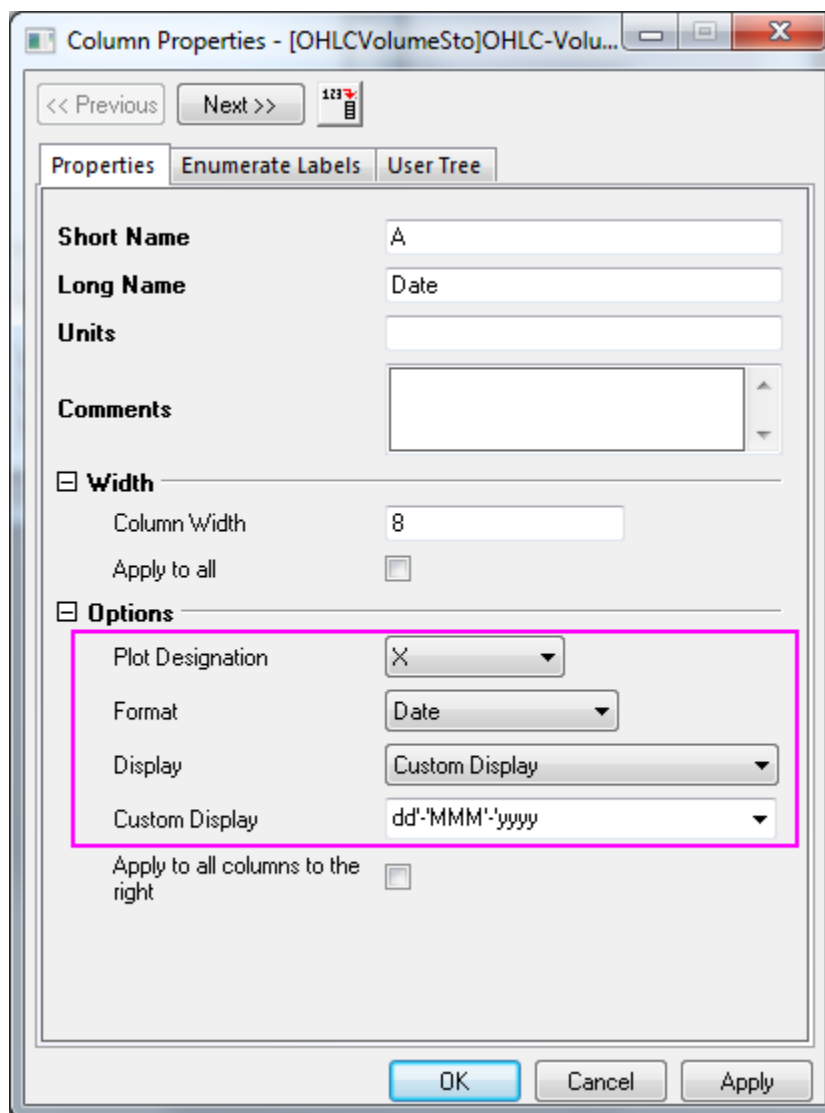 Column Properties - [OHLCVolumeSto]OHLC-Volu...
<< Previous Next >> 123
Properties Enumerate Labels User Tree
Short Name A
Long Name Date
Units
Comments
Width
Column Width 8
Apply to all
Options
Plot Designation X
Format Date
Display Custom Display
Custom Display dd'-'MMM'-'yyyy
Apply to all columns to the
right
OK Cancel Apply